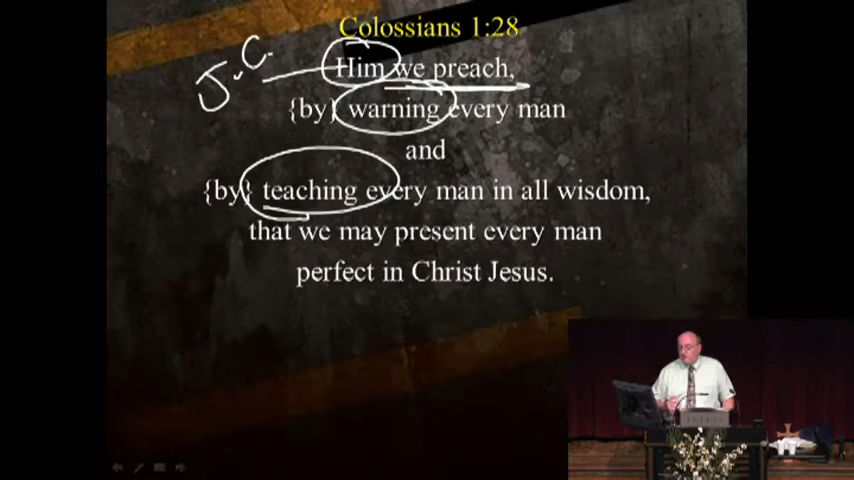 Colossians 1:28
J.C.
Him we preach,
{by} warning every man
and
{by} teaching every man in all wisdom,
that we may present every man
perfect in Christ Jesus.